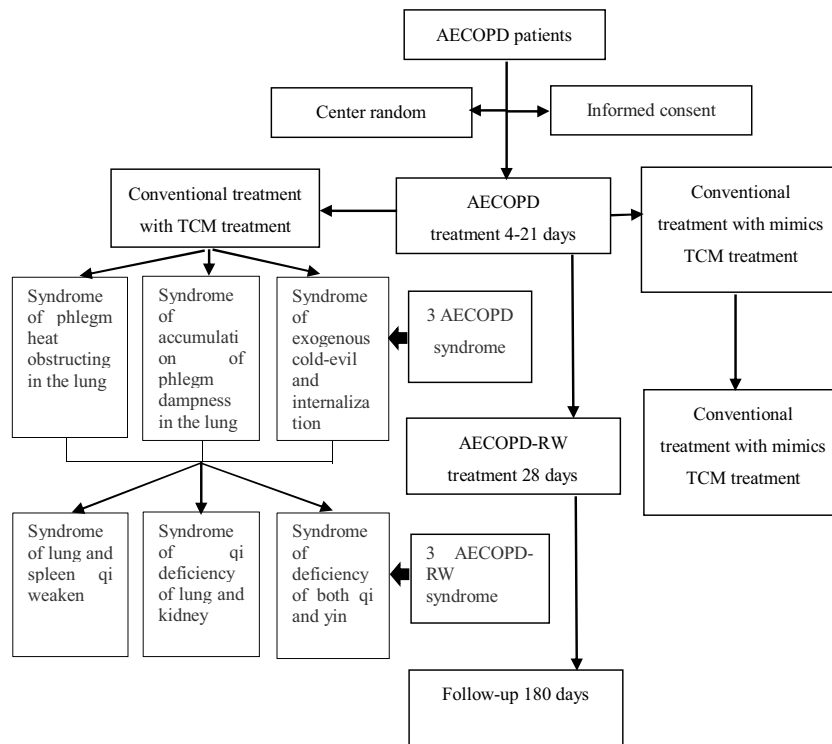 AECOPD patients
Center random
Informed consent
Conventional treatment
with TCM treatment
AECOPD
treatment 4-21 days
Conventional
treatment with mimics
TCM treatment
Syndrome
of phlegm
heat
obstructing
in the lung
Syndrome
of
accumulati
on of
phlegm
dampness
in the lung
Syndrome
of
exogenous
cold-evil
and
internaliza
tion
3 AECOPD
syndrome
Conventional
treatment with mimics
TCM treatment
AECOPD-RW
treatment 28 days
Syndrome
of lung and
spleen qi
weaken
Syndrome
of qi
deficiency
of lung and
kidney
Syndrome
of
deficiency
of both qi
and yin
3 AECOPD-
RW
syndrome
Follow-up 180 days